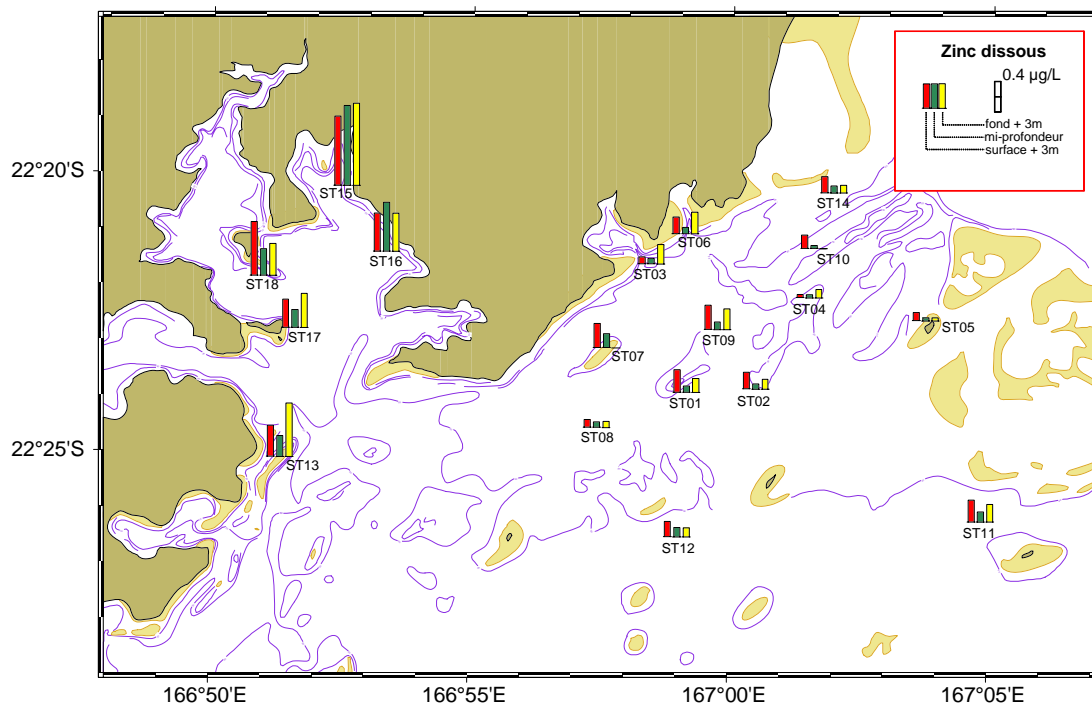 Zinc dissous
0.4 µg/L
fond + 3m
mi-profondeur
surface + 3m
22°20'S
ST15
ST14
ST16
ST06
ST10
ST03
ST18
ST04
ST17
ST05
ST09
ST07
ST01
ST02
ST08
22°25'S
ST13
ST11
ST12
166°50'E
166°55'E
167°00'E
167°05'E